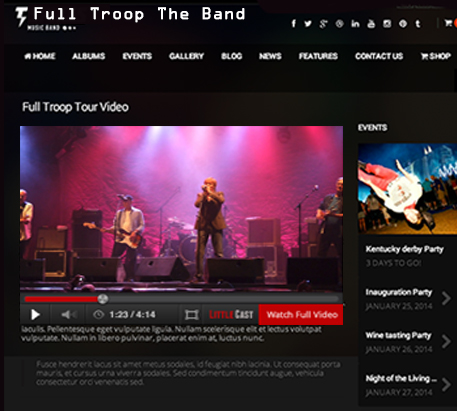 Full Troop The Band
MUSIC BAND
HOME ALBUMS EVENTS GALLERY BLOG NEWS FEATURES CONTACT US SHOP
Full Troop Tour Video
EVENTS
Kentucky derby Party
3 DAYS TO GO!
Inauguration Party
JANUARY 25, 2014
Wine tasting Party
JANUARY 26, 2014
Night of the Living ...
JANUARY 29, 2014
1:23 / 4:14 LITTLECAST Watch Full Video
iaculis. Pellentesque eget vulputate ligula. Nullam scelerisque elit et lectus volutpat
vulputate. Nullam in libero pulvinar, placerat enim at, luctus nunc.
Fusce hendrerit lacus sit amet metus sodales, id feugiat nibh lacinia. Ut consequat porta
mauris, et cursus urna viverra sodales. Sed condimentum tincidunt augue, vehicula
consectetur orci venenatis sed.